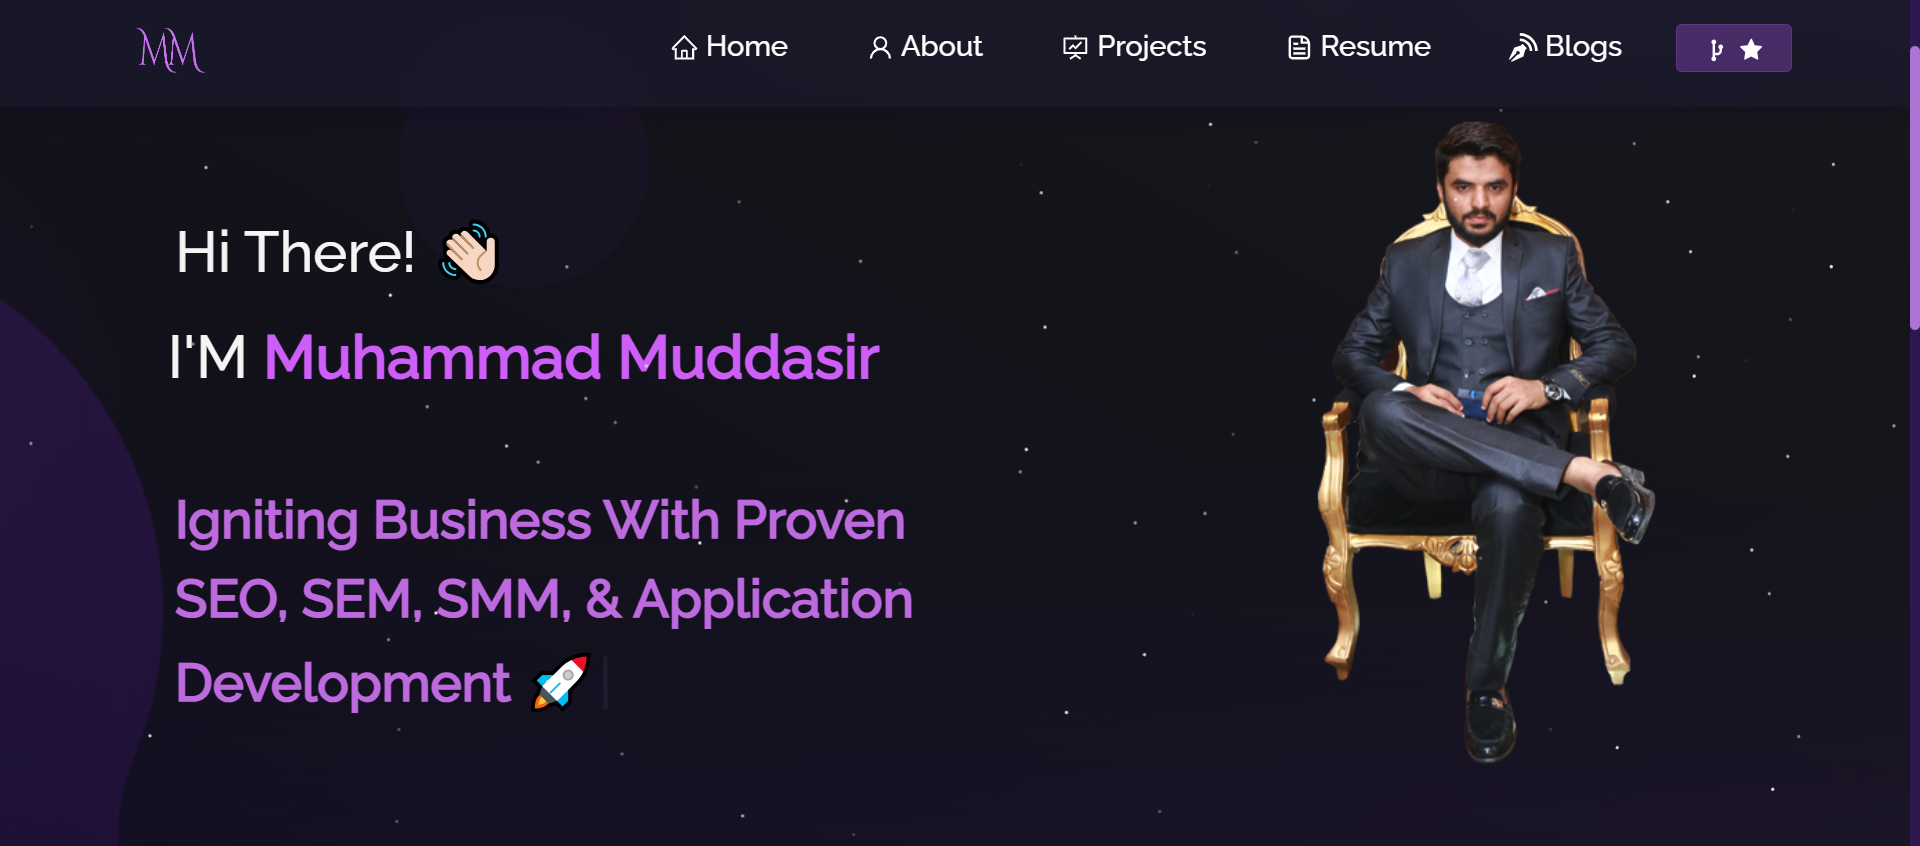 MM
Home
About
Projects
Resume
Blogs
Hi There! 👋🏻
I'M Muhammad Muddasir
Igniting Business With Proven
SEO, SEM, SMM, & Application
Development 🚀